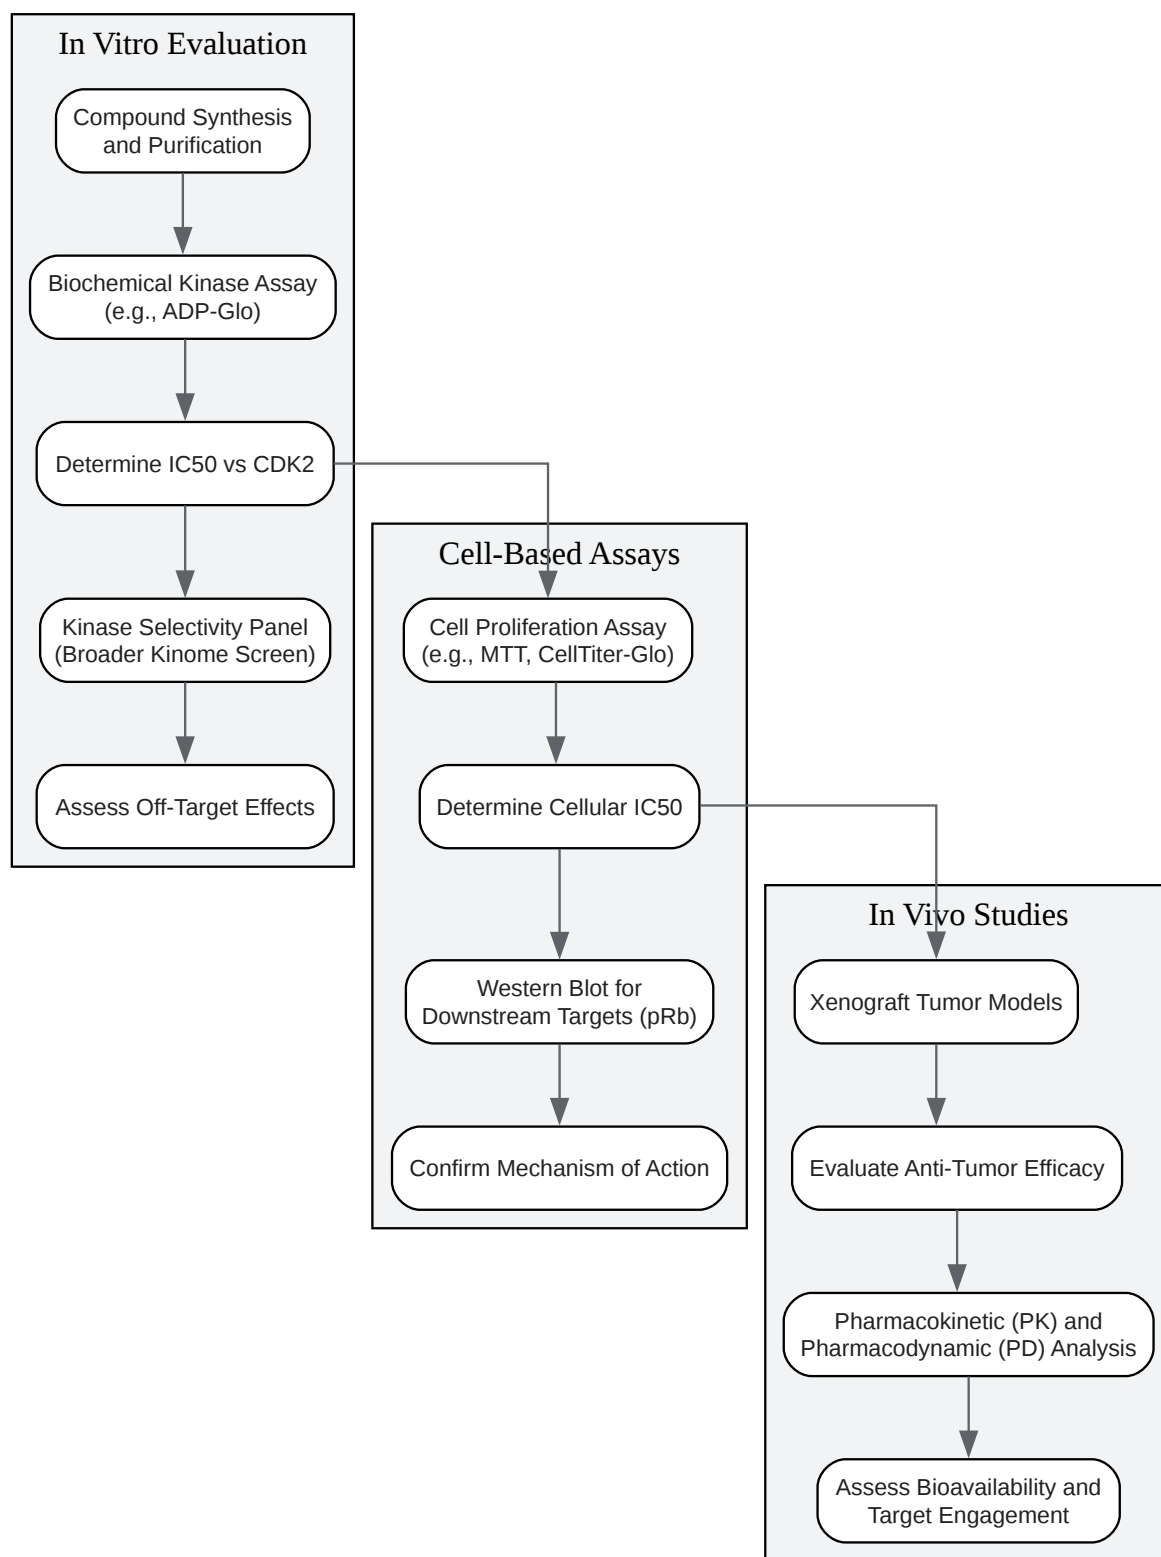 In Vitro Evaluation
Compound Synthesis
and Purification
Biochemical Kinase Assay
(e.g., ADP-Glo)
Determine IC50 vs CDK2
Kinase Selectivity Panel
(Broader Kinome Screen)
Assess Off-Target Effects
Cell-Based Assays
Cell Proliferation Assay
(e.g., MTT, CellTiter-Glo)
Determine Cellular IC50
Western Blot for
Downstream Targets (pRb)
Confirm Mechanism of Action
In Vivo Studies
Xenograft Tumor Models
Evaluate Anti-Tumor Efficacy
Pharmacokinetic (PK) and
Pharmacodynamic (PD) Analysis
Assess Bioavailability and
Target Engagement